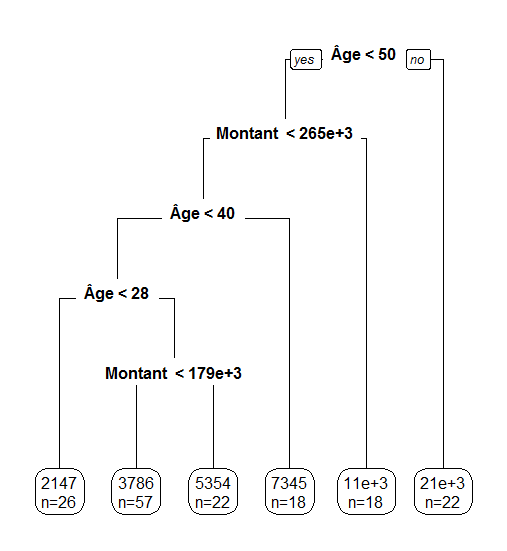 yes Âge < 50 no
Montant < 265e+3
Âge < 40
Âge < 28
Montant < 179e+3
2147 3786 5354 7345 11e+3 21e+3
n=26 n=57 n=22 n=18 n=18 n=22